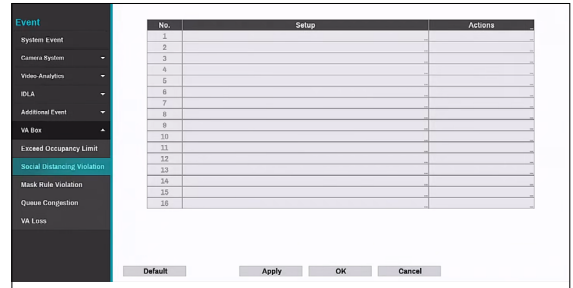 Event
System Event
Camera System
Video-Analytics
IDLA
Additional Event
VA Box
Exceed Occupancy Limit
Social Distancing Violation
Mask Rule Violation
Queue Congestion
VA Loss
No. Setup Actions ...
1 ... ...
2 ... ...
3 ... ...
4 ... ...
5 ... ...
6 ... ...
7 ... ...
8 ... ...
9 ... ...
10 ... ...
11 ... ...
12 ... ...
13 ... ...
14 ... ...
15 ... ...
16 ... ...
Default Apply OK Cancel